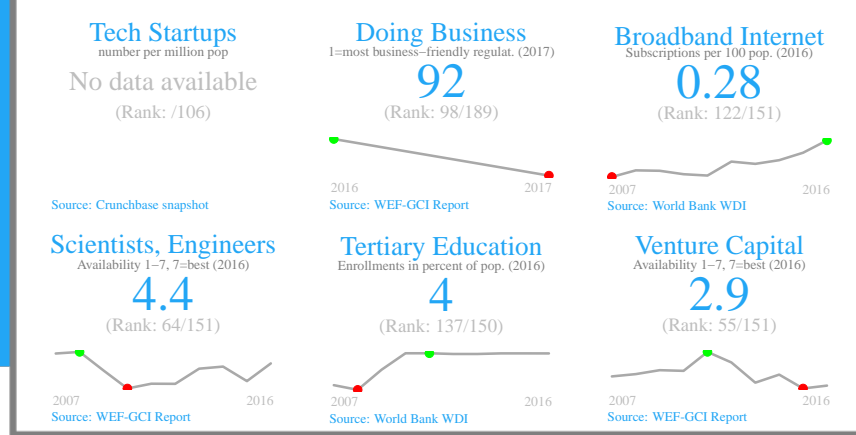 Tech Startups
number per million pop
No data available
(Rank: /106)
Source: Crunchbase snapshot
Doing Business
1=most business−friendly regulat. (2017)
92
(Rank: 98/189)
2016 2017
Source: WEF-GCI Report
Broadband Internet
Subscriptions per 100 pop. (2016)
0.28
(Rank: 122/151)
2007 2016
Source: World Bank WDI
Scientists, Engineers
Availability 1−7, 7=best (2016)
4.4
(Rank: 64/151)
2007 2016
Source: WEF-GCI Report
Tertiary Education
Enrollments in percent of pop. (2016)
4
(Rank: 137/150)
2007 2016
Source: World Bank WDI
Venture Capital
Availability 1−7, 7=best (2016)
2.9
(Rank: 55/151)
2007 2016
Source: WEF-GCI Report